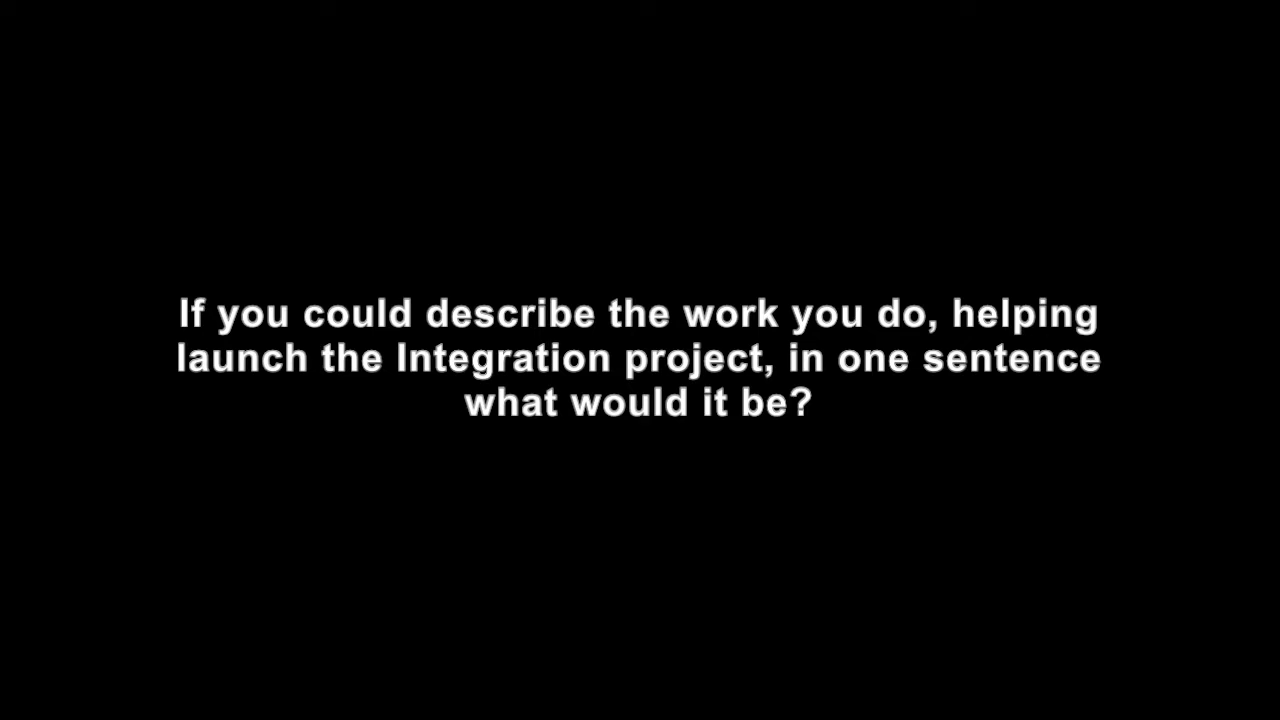 If you could describe the work you do, helping
launch the Integration project, in one sentence
what would it be?